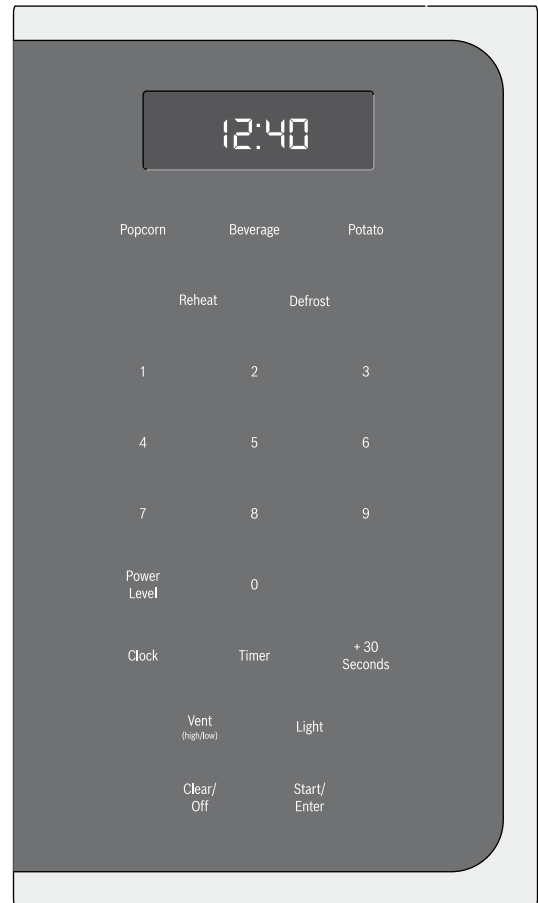 12:40
Popcorn Beverage Potato
Reheat Defrost
1 2 3
4 5 6
7 8 9
Power
Level
0
Clock Timer
+ 30
Seconds
Vent
(high/low)
Light
Clear/
Off
Start/
Enter